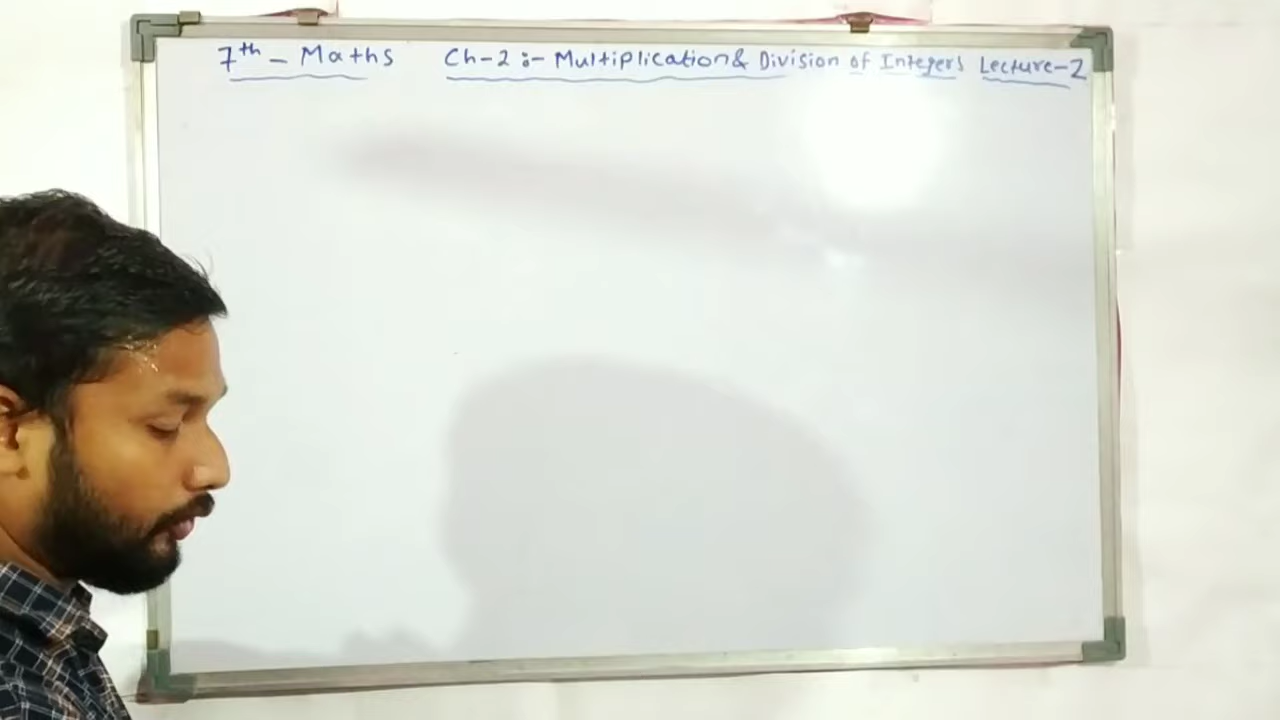 7th - Maths Ch-2 :- Multiplication & Division of Integers Lecture-2